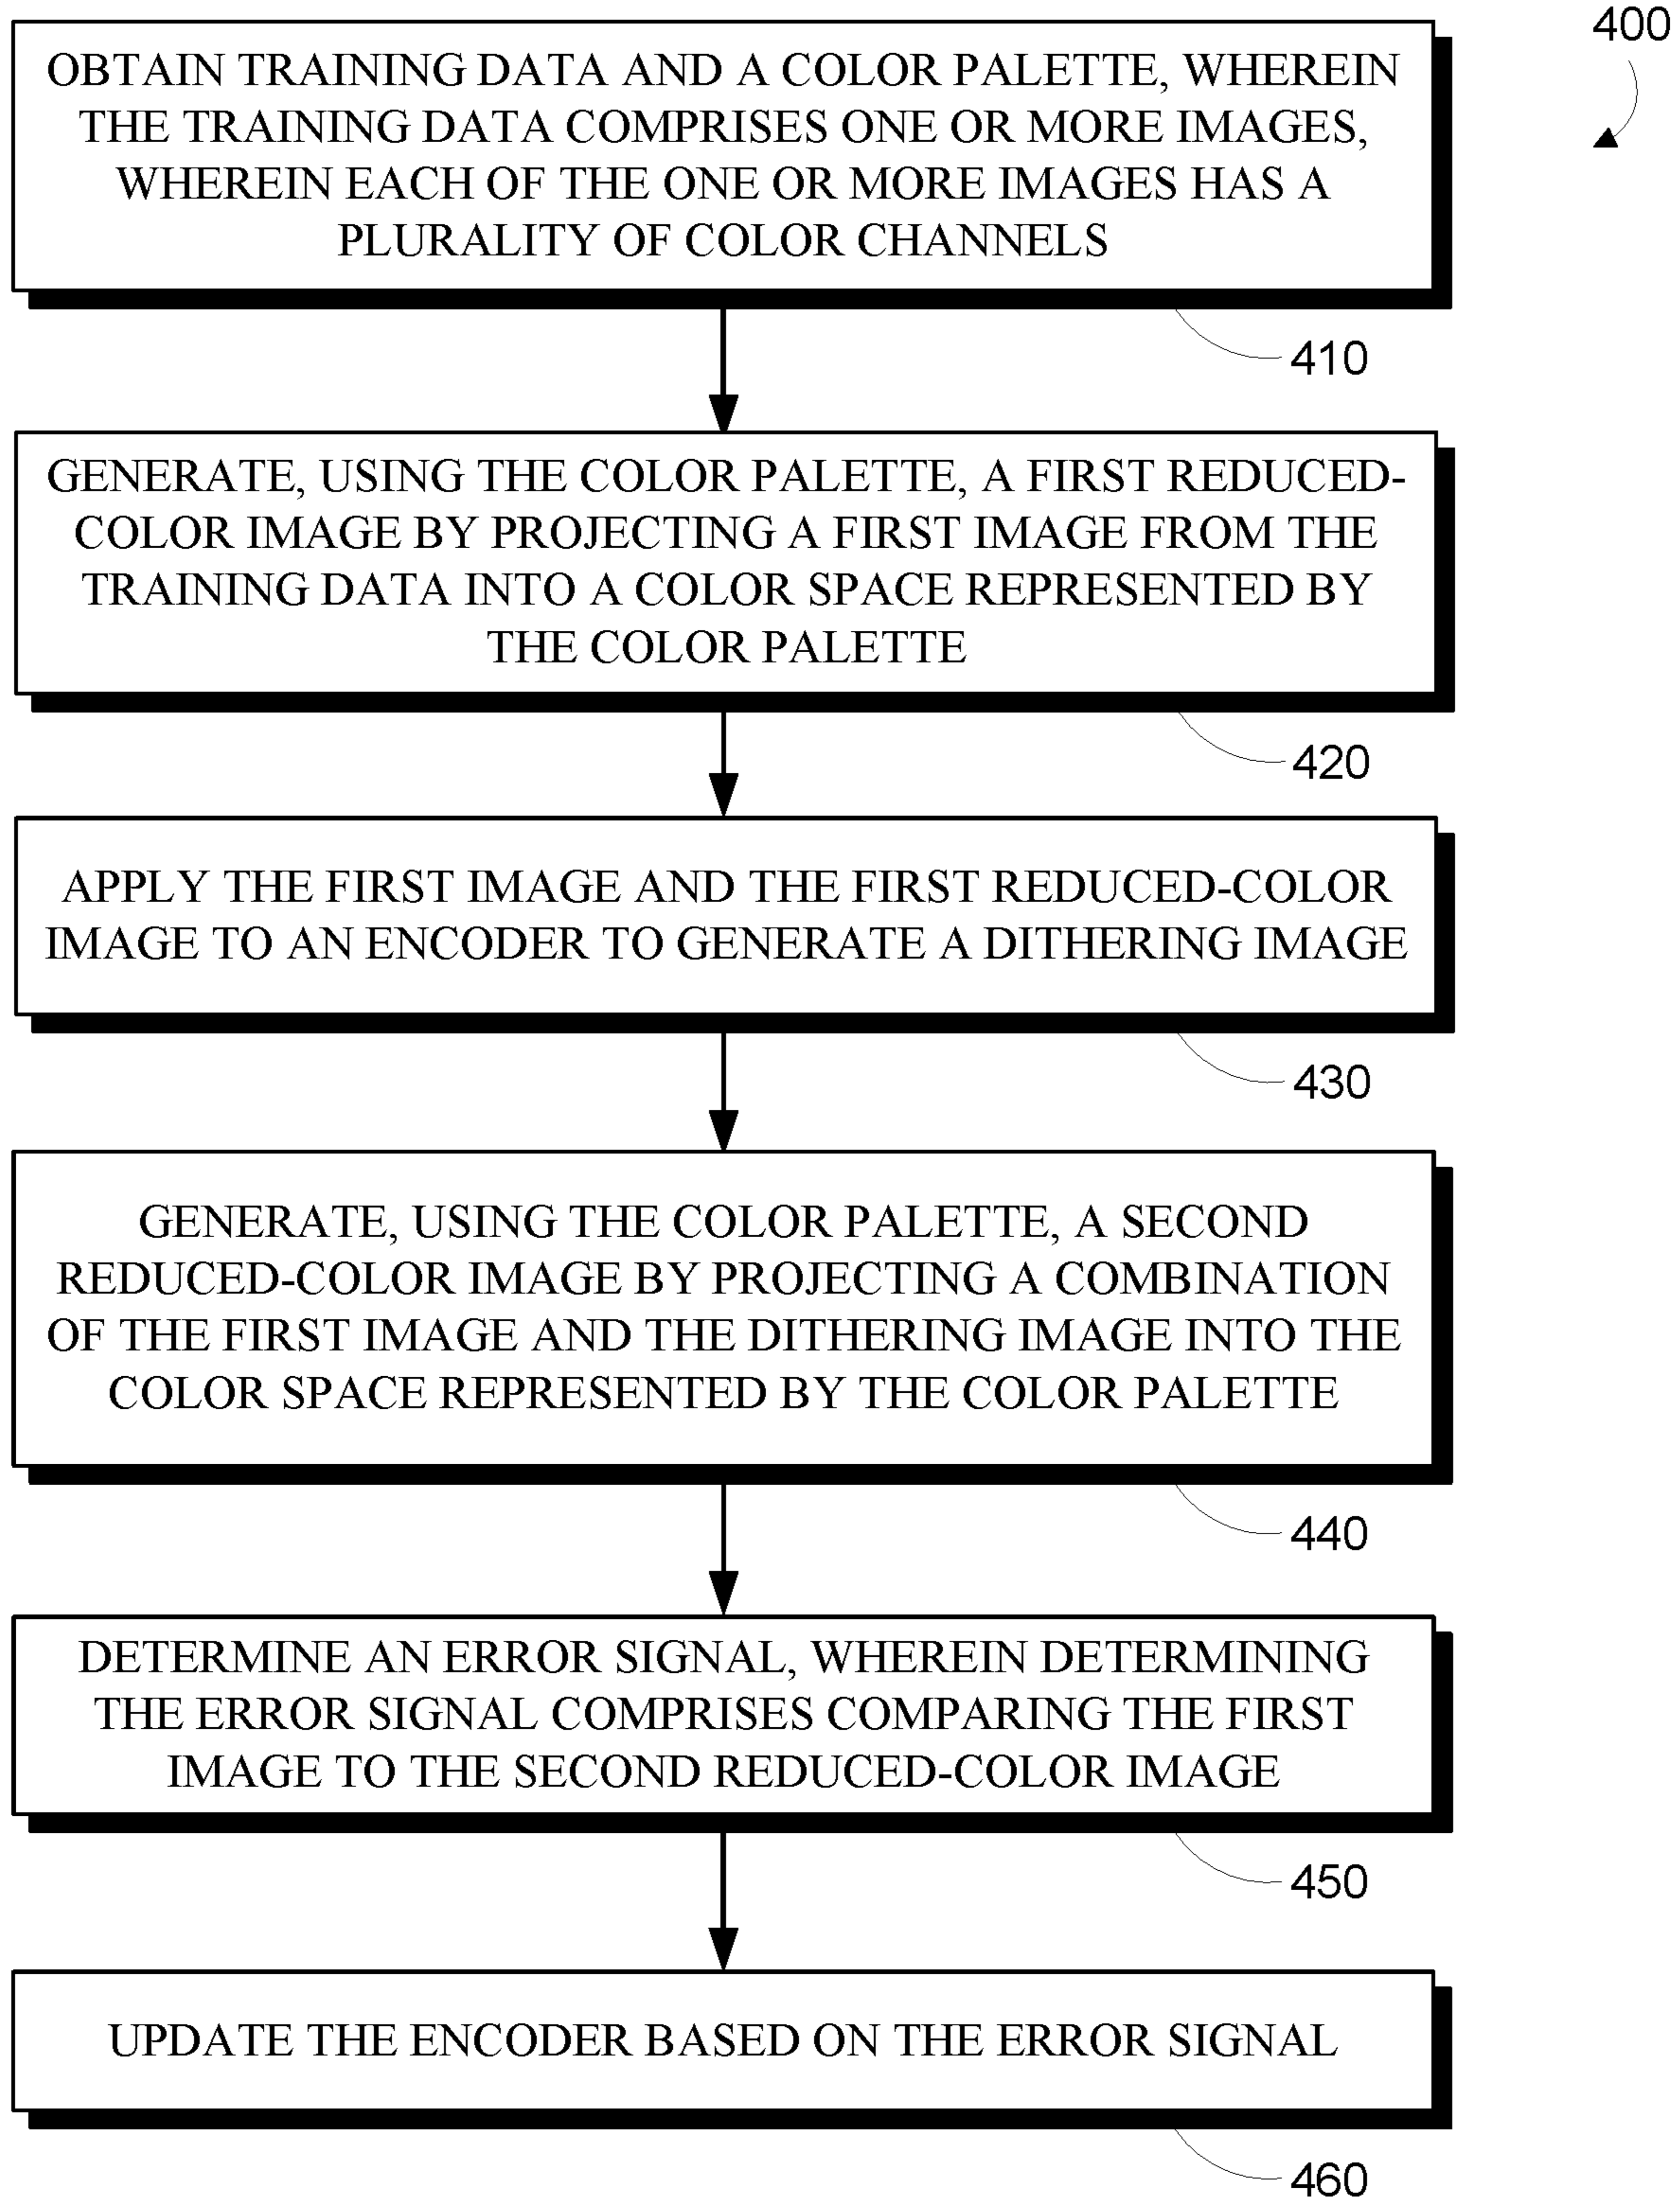 400
OBTAIN TRAINING DATA AND A COLOR PALETTE, WHEREIN
THE TRAINING DATA COMPRISES ONE OR MORE IMAGES,
WHEREIN EACH OF THE ONE OR MORE IMAGES HAS A
PLURALITY OF COLOR CHANNELS
410
GENERATE, USING THE COLOR PALETTE, A FIRST REDUCED-
COLOR IMAGE BY PROJECTING A FIRST IMAGE FROM THE
TRAINING DATA INTO A COLOR SPACE REPRESENTED BY
THE COLOR PALETTE
420
APPLY THE FIRST IMAGE AND THE FIRST REDUCED-COLOR
IMAGE TO AN ENCODER TO GENERATE A DITHERING IMAGE
430
GENERATE, USING THE COLOR PALETTE, A SECOND
REDUCED-COLOR IMAGE BY PROJECTING A COMBINATION
OF THE FIRST IMAGE AND THE DITHERING IMAGE INTO THE
COLOR SPACE REPRESENTED BY THE COLOR PALETTE
440
DETERMINE AN ERROR SIGNAL, WHEREIN DETERMINING
THE ERROR SIGNAL COMPRISES COMPARING THE FIRST
IMAGE TO THE SECOND REDUCED-COLOR IMAGE
450
UPDATE THE ENCODER BASED ON THE ERROR SIGNAL
460